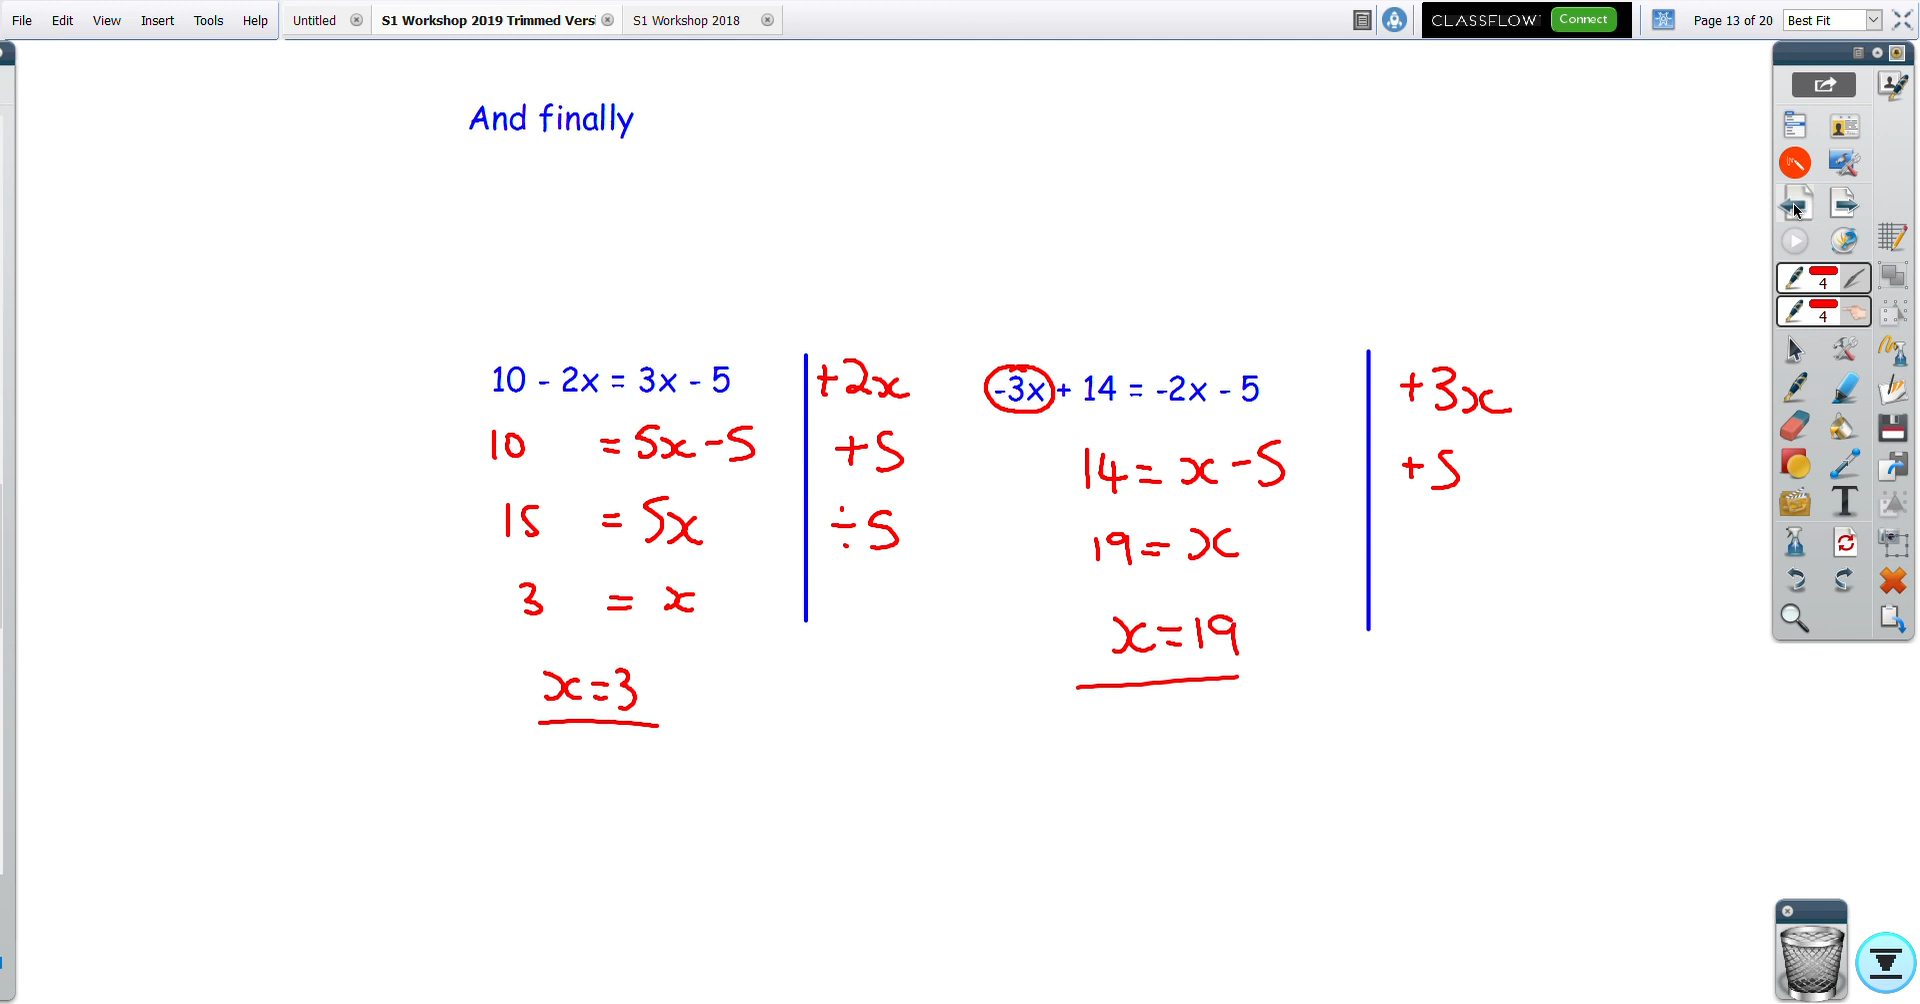 File Edit View Insert Tools Help Untitled S1 Workshop 2019 Trimmed Vers S1 Workshop 2018 CLASSFLOW Connect Page 13 of 20 Best Fit
And finally
4
4
10 - 2x = 3x - 5 +2x
10 = 5x - 5 +5
15 = 5x ÷5
3 = x
x = 3
-3x + 14 = -2x - 5 +3x
14 = x - 5 +5
19 = x
x = 19
T